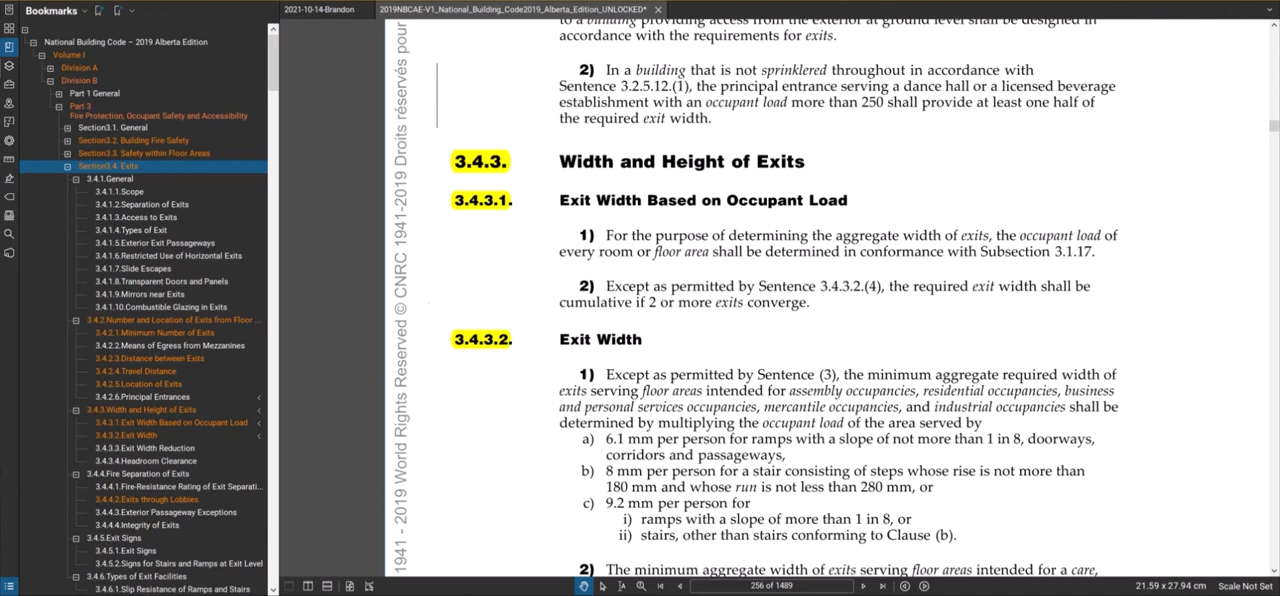 Bookmarks
2021-10-14-Brandon
2019NBCAE-V1_National_Building_Code2019_Alberta_Edition_UNLOCKED*
National Building Code – 2019 Alberta Edition
Volume I
Division A
Division B
Part 1 General
Part 3
Fire Protection, Occupant Safety and Accessibility
Section3.1. General
Section3.2. Building Fire Safety
Section3.3. Safety within Floor Areas
Section3.4. Exits
3.4.1.General
3.4.1.1.Scope
3.4.1.2.Separation of Exits
3.4.1.3.Access to Exits
3.4.1.4.Types of Exit
3.4.1.5.Exterior Exit Passageways
3.4.1.6.Restricted Use of Horizontal Exits
3.4.1.7.Slide Escapes
3.4.1.8.Transparent Doors and Panels
3.4.1.9.Mirrors near Exits
3.4.1.10.Combustible Glazing in Exits
3.4.2.Number and Location of Exits from Floor ...
3.4.2.1.Minimum Number of Exits
3.4.2.2.Means of Egress from Mezzanines
3.4.2.3.Distance between Exits
3.4.2.4.Travel Distance
3.4.2.5.Location of Exits
3.4.2.6.Principal Entrances
3.4.3.Width and Height of Exits
3.4.3.1.Exit Width Based on Occupant Load
3.4.3.2.Exit Width
3.4.3.3.Exit Width Reduction
3.4.3.4.Headroom Clearance
3.4.4.Fire Separation of Exits
3.4.4.1.Fire-Resistance Rating of Exit Separati...
3.4.4.2.Exits through Lobbies
3.4.4.3.Exterior Passageway Exceptions
3.4.4.4.Integrity of Exits
3.4.5.Exit Signs
3.4.5.1.Exit Signs
3.4.5.2.Signs for Stairs and Ramps at Exit Level
3.4.6.Types of Exit Facilities
3.4.6.1.Slip Resistance of Ramps and Stairs
1941 - 2019 World Rights Reserved © CNRC 1941-2019 Droits réservés pour
to a building providing access from the exterior at ground level shall be designed in
accordance with the requirements for exits.
2) In a building that is not sprinklered throughout in accordance with
Sentence 3.2.5.12.(1), the principal entrance serving a dance hall or a licensed beverage
establishment with an occupant load more than 250 shall provide at least one half of
the required exit width.
3.4.3. Width and Height of Exits
3.4.3.1. Exit Width Based on Occupant Load
1) For the purpose of determining the aggregate width of exits, the occupant load of
every room or floor area shall be determined in conformance with Subsection 3.1.17.
2) Except as permitted by Sentence 3.4.3.2.(4), the required exit width shall be
cumulative if 2 or more exits converge.
3.4.3.2. Exit Width
1) Except as permitted by Sentence (3), the minimum aggregate required width of
exits serving floor areas intended for assembly occupancies, residential occupancies, business
and personal services occupancies, mercantile occupancies, and industrial occupancies shall be
determined by multiplying the occupant load of the area served by
a) 6.1 mm per person for ramps with a slope of not more than 1 in 8, doorways,
corridors and passageways,
b) 8 mm per person for a stair consisting of steps whose rise is not more than
180 mm and whose run is not less than 280 mm, or
c) 9.2 mm per person for
i) ramps with a slope of more than 1 in 8, or
ii) stairs, other than stairs conforming to Clause (b).
2) The minimum aggregate width of exits serving floor areas intended for a care,
256 of 1489
21.59 x 27.94 cm
Scale Not Set